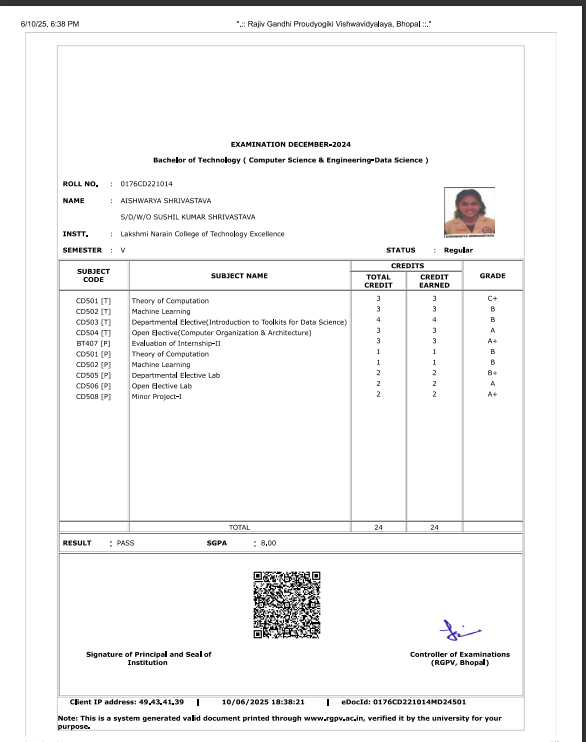 6/10/25, 6:38 PM ".:: Rajiv Gandhi Proudyogiki Vishwavidyalaya, Bhopal ::."
EXAMINATION DECEMBER-2024
Bachelor of Technology ( Computer Science & Engineering-Data Science )
ROLL NO. : 0176CD221014
NAME : AISHWARYA SHRIVASTAVA
S/D/W/O SUSHIL KUMAR SHRIVASTAVA
INSTT. : Lakshmi Narain College of Technology Excellence
SEMESTER : V STATUS : Regular
SUBJECT CODE SUBJECT NAME CREDITS GRADE
TOTAL CREDIT CREDIT EARNED
CD501 [T] Theory of Computation 3 3 C+
CD502 [T] Machine Learning 3 3 B
CD503 [T] Departmental Elective(Introduction to Toolkits for Data Science) 4 4 B
CD504 [T] Open Elective(Computer Organization & Architecture) 3 3 A
BT407 [P] Evaluation of Internship-II 3 3 A+
CD501 [P] Theory of Computation 1 1 B
CD502 [P] Machine Learning 1 1 B
CD505 [P] Departmental Elective Lab 2 2 B+
CD506 [P] Open Elective Lab 2 2 A
CD508 [P] Minor Project-I 2 2 A+
TOTAL 24 24
RESULT : PASS SGPA : 8.00
Signature of Principal and Seal of
Institution
Controller of Examinations
(RGPV, Bhopal)
Client IP address: 49.43.41.39 | 10/06/2025 18:38:21 | eDocId: 0176CD221014MD24501
Note: This is a system generated valid document printed through www.rgpv.ac.in, verified it by the university for your
purpose.